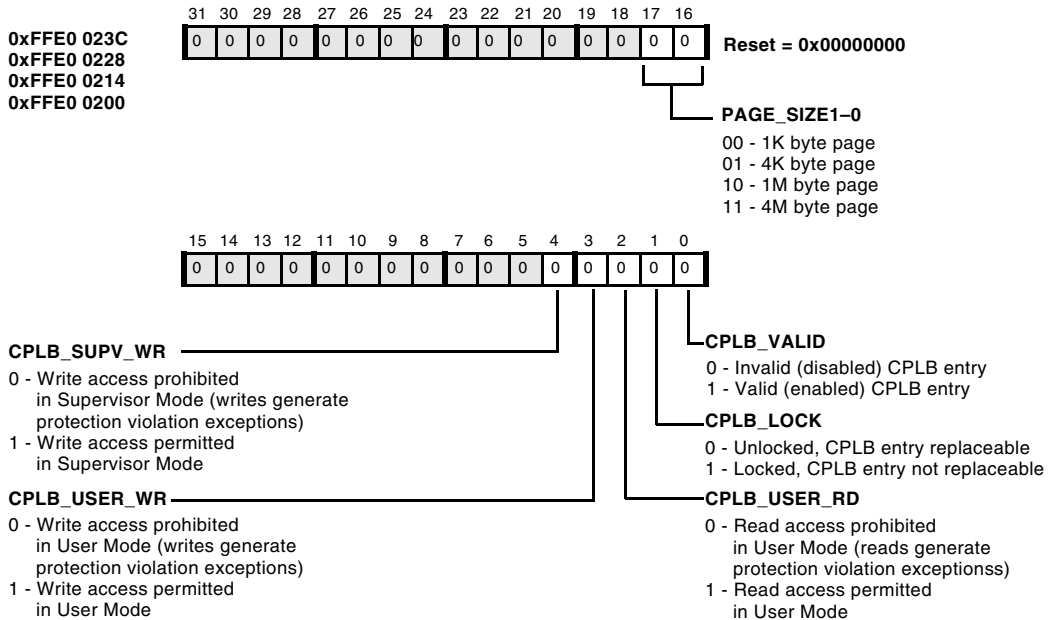 31 30 29 28 27 26 25 24 23 22 21 20 19 18 17 16
0xFFE0 023C
0xFFE0 0228
0xFFE0 0214
0xFFE0 0200
0 0 0 0 0 0 0 0 0 0 0 0 0 0 0 0
Reset = 0x00000000
PAGE_SIZE1–0
00 - 1K byte page
01 - 4K byte page
10 - 1M byte page
11 - 4M byte page
15 14 13 12 11 10 9 8 7 6 5 4 3 2 1 0
0 0 0 0 0 0 0 0 0 0 0 0 0 0 0 0
CPLB_SUPV_WR
0 - Write access prohibited
in Supervisor Mode (writes generate
protection violation exceptions)
1 - Write access permitted
in Supervisor Mode
CPLB_USER_WR
0 - Write access prohibited
in User Mode (writes generate
protection violation exceptions)
1 - Write access permitted
in User Mode
CPLB_VALID
0 - Invalid (disabled) CPLB entry
1 - Valid (enabled) CPLB entry
CPLB_LOCK
0 - Unlocked, CPLB entry replaceable
1 - Locked, CPLB entry not replaceable
CPLB_USER_RD
0 - Read access prohibited
in User Mode (reads generate
protection violation exceptionss)
1 - Read access permitted
in User Mode